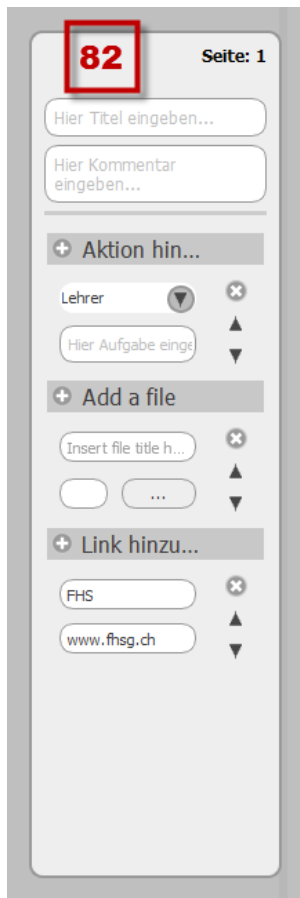 82
Seite: 1
Hier Titel eingeben...
Hier Kommentar
eingeben...
Aktion hin...
Lehrer
Hier Aufgabe einge
Add a file
Insert file title h...
...
Link hinzu...
FHS
www.fhsg.ch